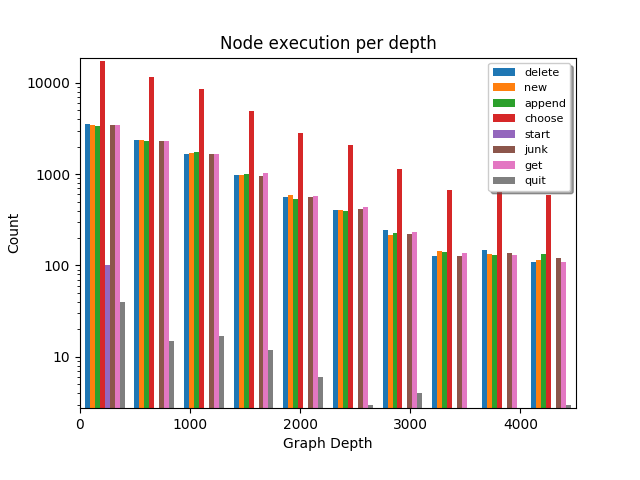 Node execution per depth
delete
new
append
choose
start
junk
get
quit
10000
1000
100
10
Count
0
1000
2000
3000
4000
Graph Depth